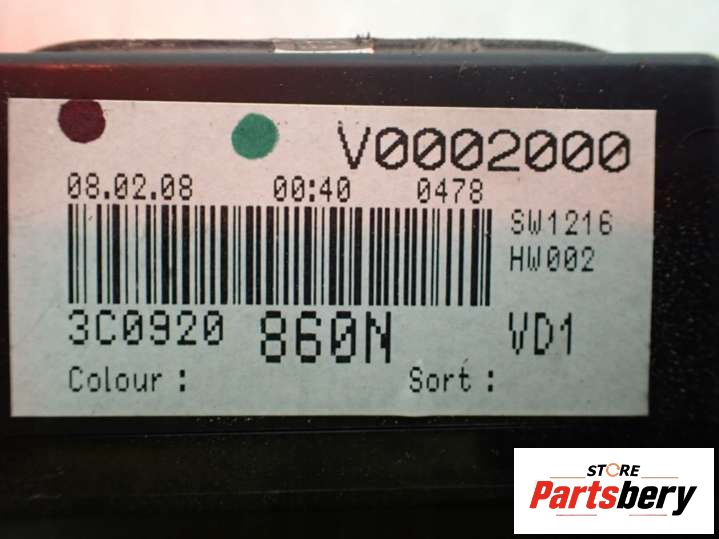 V0002000
08.02.08 00:40 0478
SW1216
HW002
3C0920 860N VD1
Colour : Sort :
STORE
Partsbery